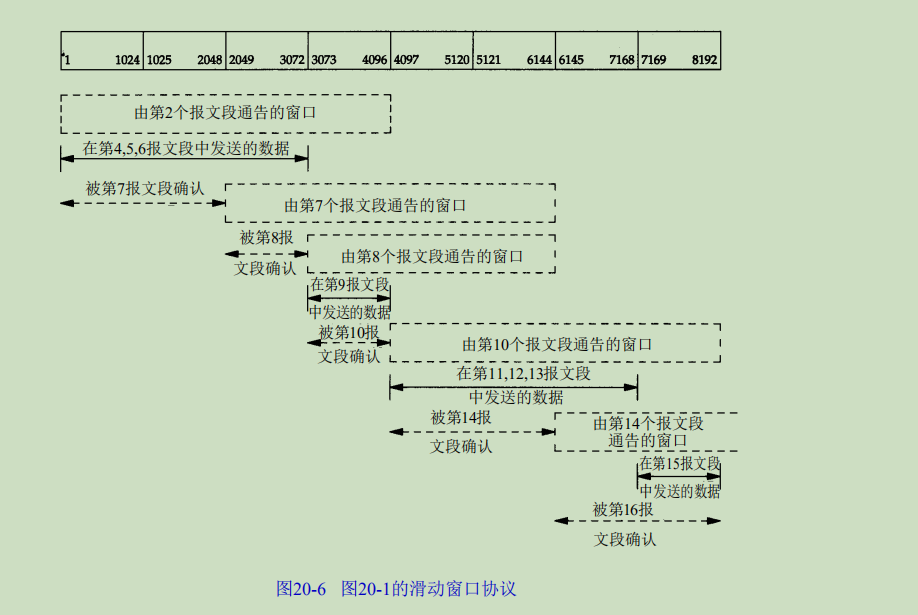 1 1024 1025 2048 2049 3072 3073 4096 4097 5120 5121 6144 6145 7168 7169 8192
由第2个报文段通告的窗口
在第4,5,6报文段中发送的数据
被第7报文段确认
由第7个报文段通告的窗口
被第8报
文段确认
由第8个报文段通告的窗口
在第9报文段
中发送的数据
被第10报
文段确认
由第10个报文段通告的窗口
在第11,12,13报文段
中发送的数据
被第14报
文段确认
由第14个报文段
通告的窗口
在第15报文段
中发送的数据
被第16报
文段确认
图20-6 图20-1的滑动窗口协议